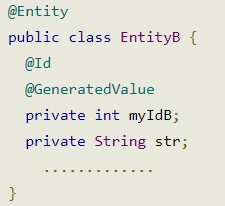 @Entity
public class EntityB {
@Id
@GeneratedValue
private int myIdB;
private String str;
.............
}